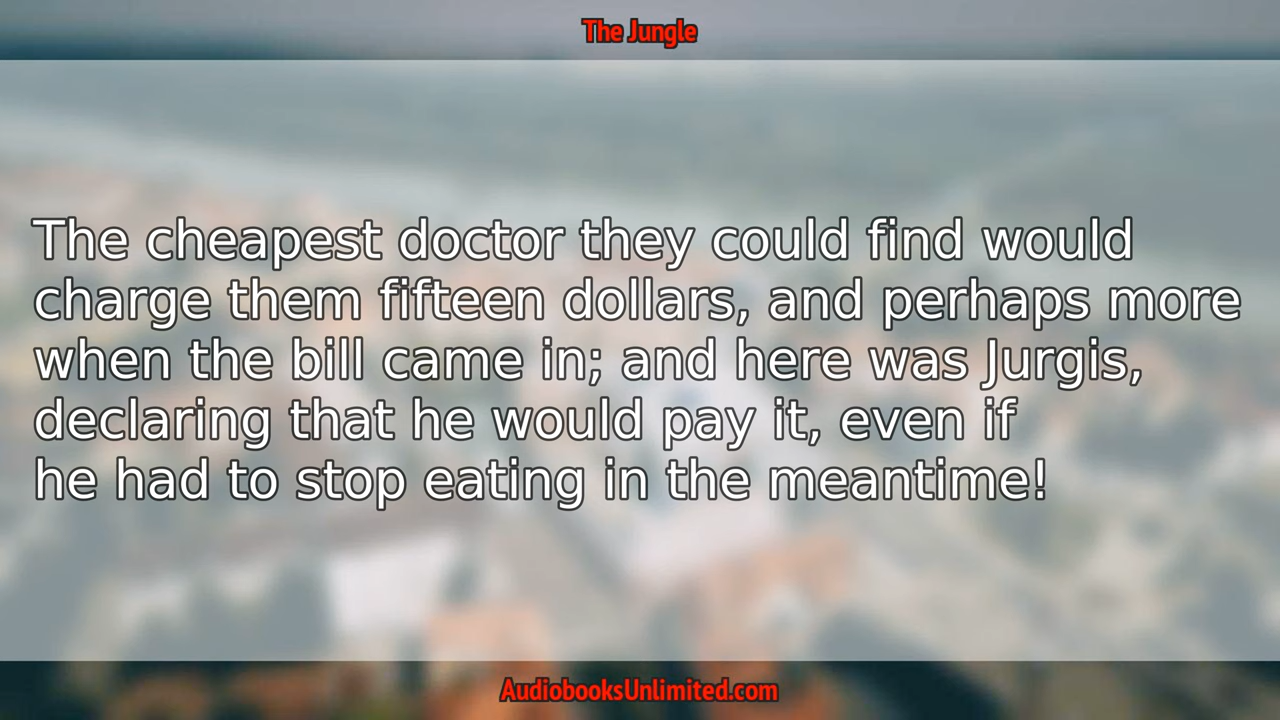 The Jungle
The cheapest doctor they could find would
charge them fifteen dollars, and perhaps more
when the bill came in; and here was Jurgis,
declaring that he would pay it, even if
he had to stop eating in the meantime!
AudiobooksUnlimited.com